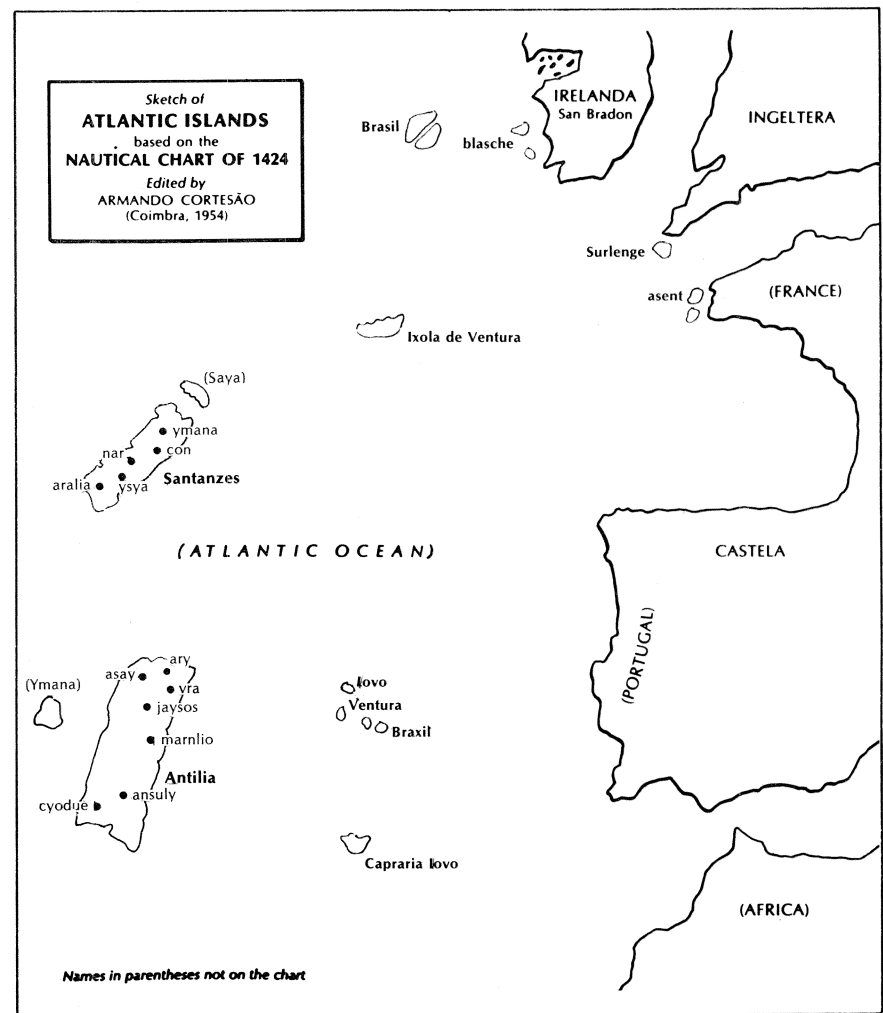 Sketch of
ATLANTIC ISLANDS
based on the
NAUTICAL CHART OF 1424
Edited by
ARMANDO CORTESÃO
(Coimbra, 1954)
IRELANDA
San Bradon
INGELTERA
Brasil
blasche
Surlenge
asent
(FRANCE)
Ixola de Ventura
(Saya)
ymana
con
nar
aralia
ysya
Santanzes
(ATLANTIC OCEAN)
CASTELA
(PORTUGAL)
(Ymana)
ary
asay
yra
jaysos
marnlio
Antilia
ansuly
cyodue
lovo
Ventura
Braxil
Capraria lovo
(AFRICA)
Names in parentheses not on the chart